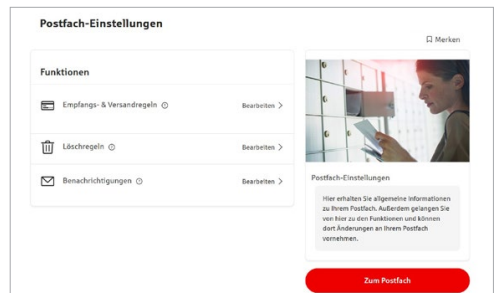 Postfach-Einstellungen
Merken
Funktionen
Empfangs- & Versandregeln
Bearbeiten
Löschregeln
Bearbeiten
Benachrichtigungen
Bearbeiten
Postfach-Einstellungen
Hier erhalten Sie allgemeine Informationen
zu Ihrem Postfach. Außerdem gelangen Sie
von hier zu den Funktionen und können
dort Änderungen an Ihrem Postfach
vornehmen.
Zum Postfach